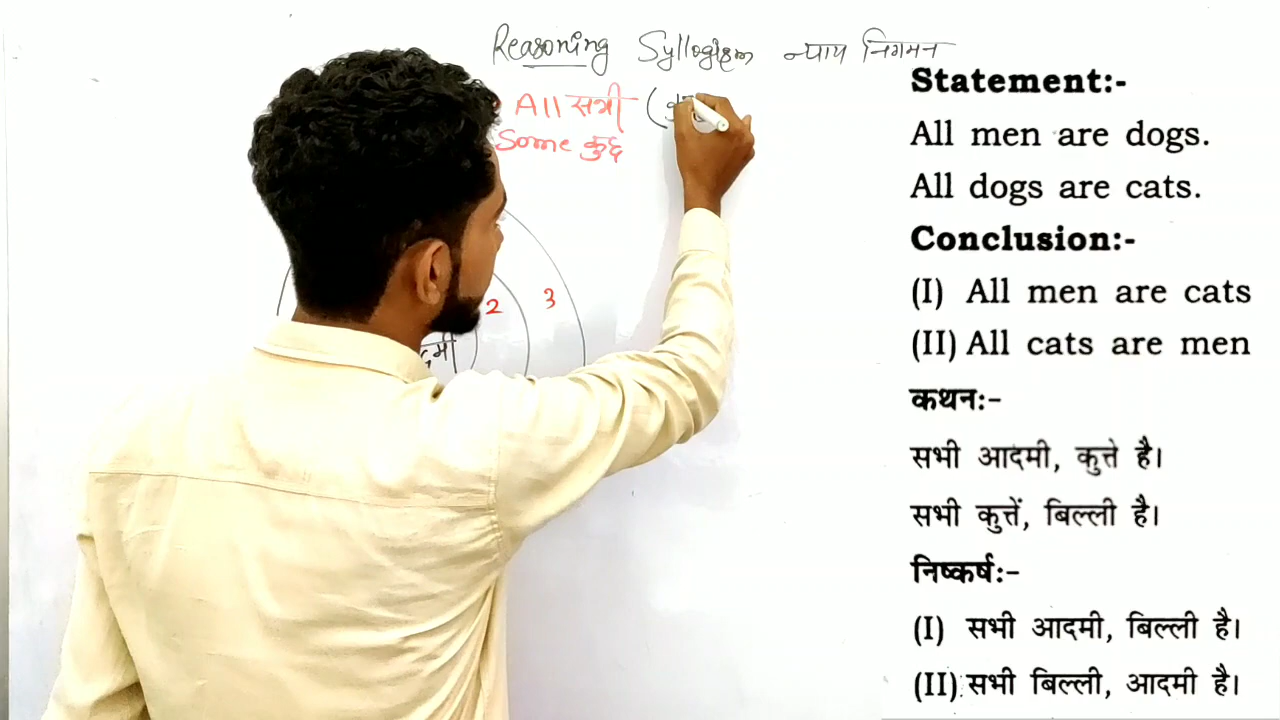 Reasoning Syllogism न्याय निगमन
All सभी
Some कुछ
2
3
Statement:-
All men are dogs.
All dogs are cats.
Conclusion:-
(I) All men are cats
(II) All cats are men
कथन:-
सभी आदमी, कुत्ते है।
सभी कुत्तें, बिल्ली है।
निष्कर्ष:-
(I) सभी आदमी, बिल्ली है।
(II) सभी बिल्ली, आदमी है।